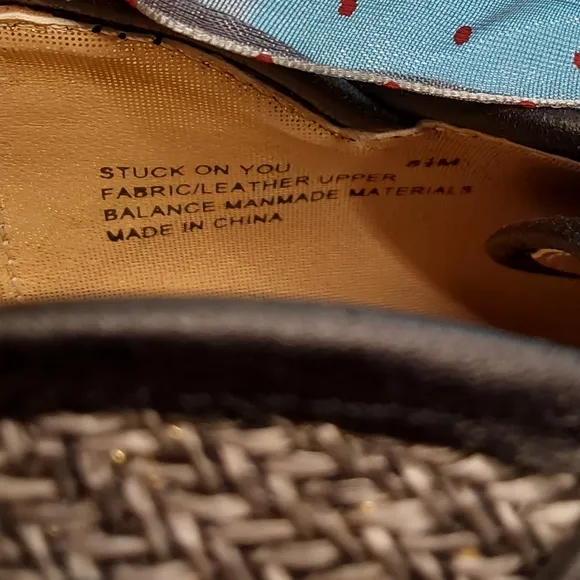 STUCK ON YOU
FABRIC/LEATHER UPPER
BALANCE MANMADE MATERIALS
MADE IN CHINA